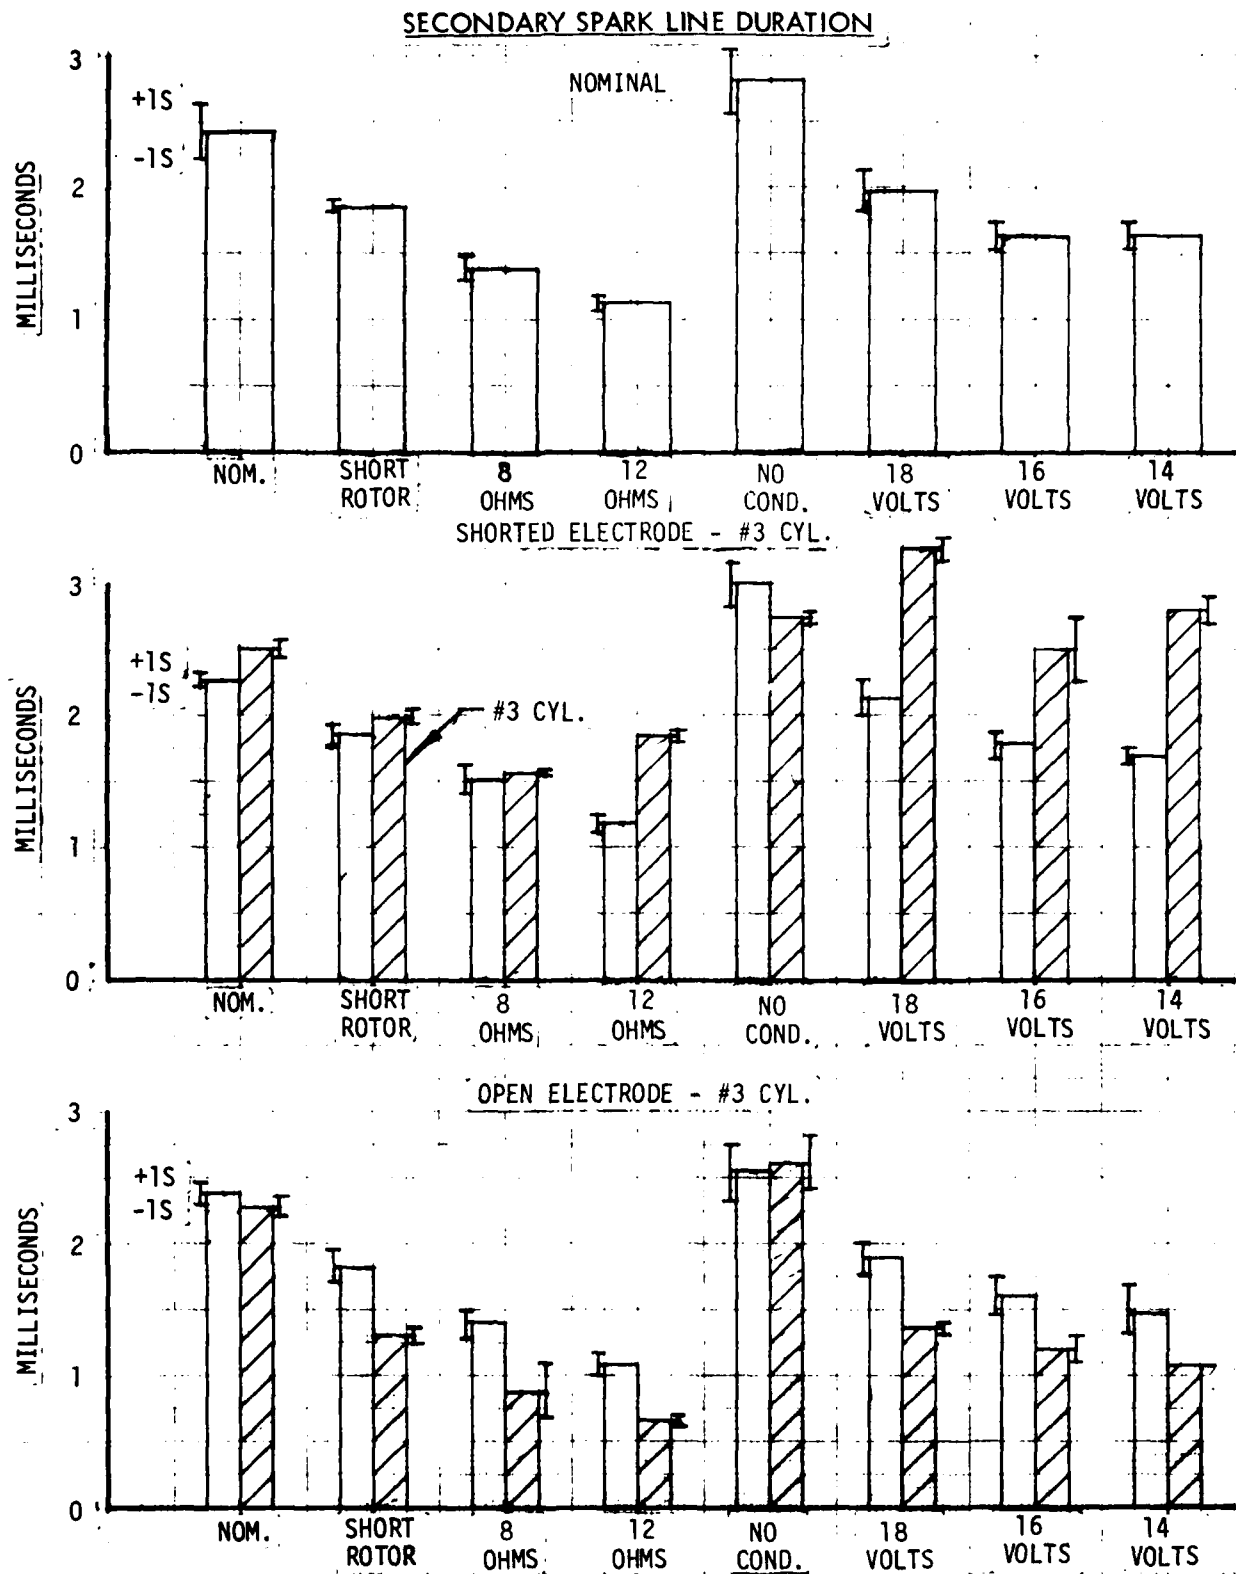 SECONDARY SPARK LINE DURATION
NOMINAL
MILLISECONDS
3
2
1
0
+1S
-1S
NOM.
SHORT
ROTOR
8
OHMS
12
OHMS
NO
COND.
18
VOLTS
16
VOLTS
14
VOLTS
SHORTED ELECTRODE - #3 CYL.
MILLISECONDS
3
2
1
0
+1S
-1S
#3 CYL.
NOM.
SHORT
ROTOR
8
OHMS
12
OHMS
NO
COND.
18
VOLTS
16
VOLTS
14
VOLTS
OPEN ELECTRODE - #3 CYL.
MILLISECONDS
3
2
1
0
+1S
-1S
NOM.
SHORT
ROTOR
8
OHMS
12
OHMS
NO
COND.
18
VOLTS
16
VOLTS
14
VOLTS